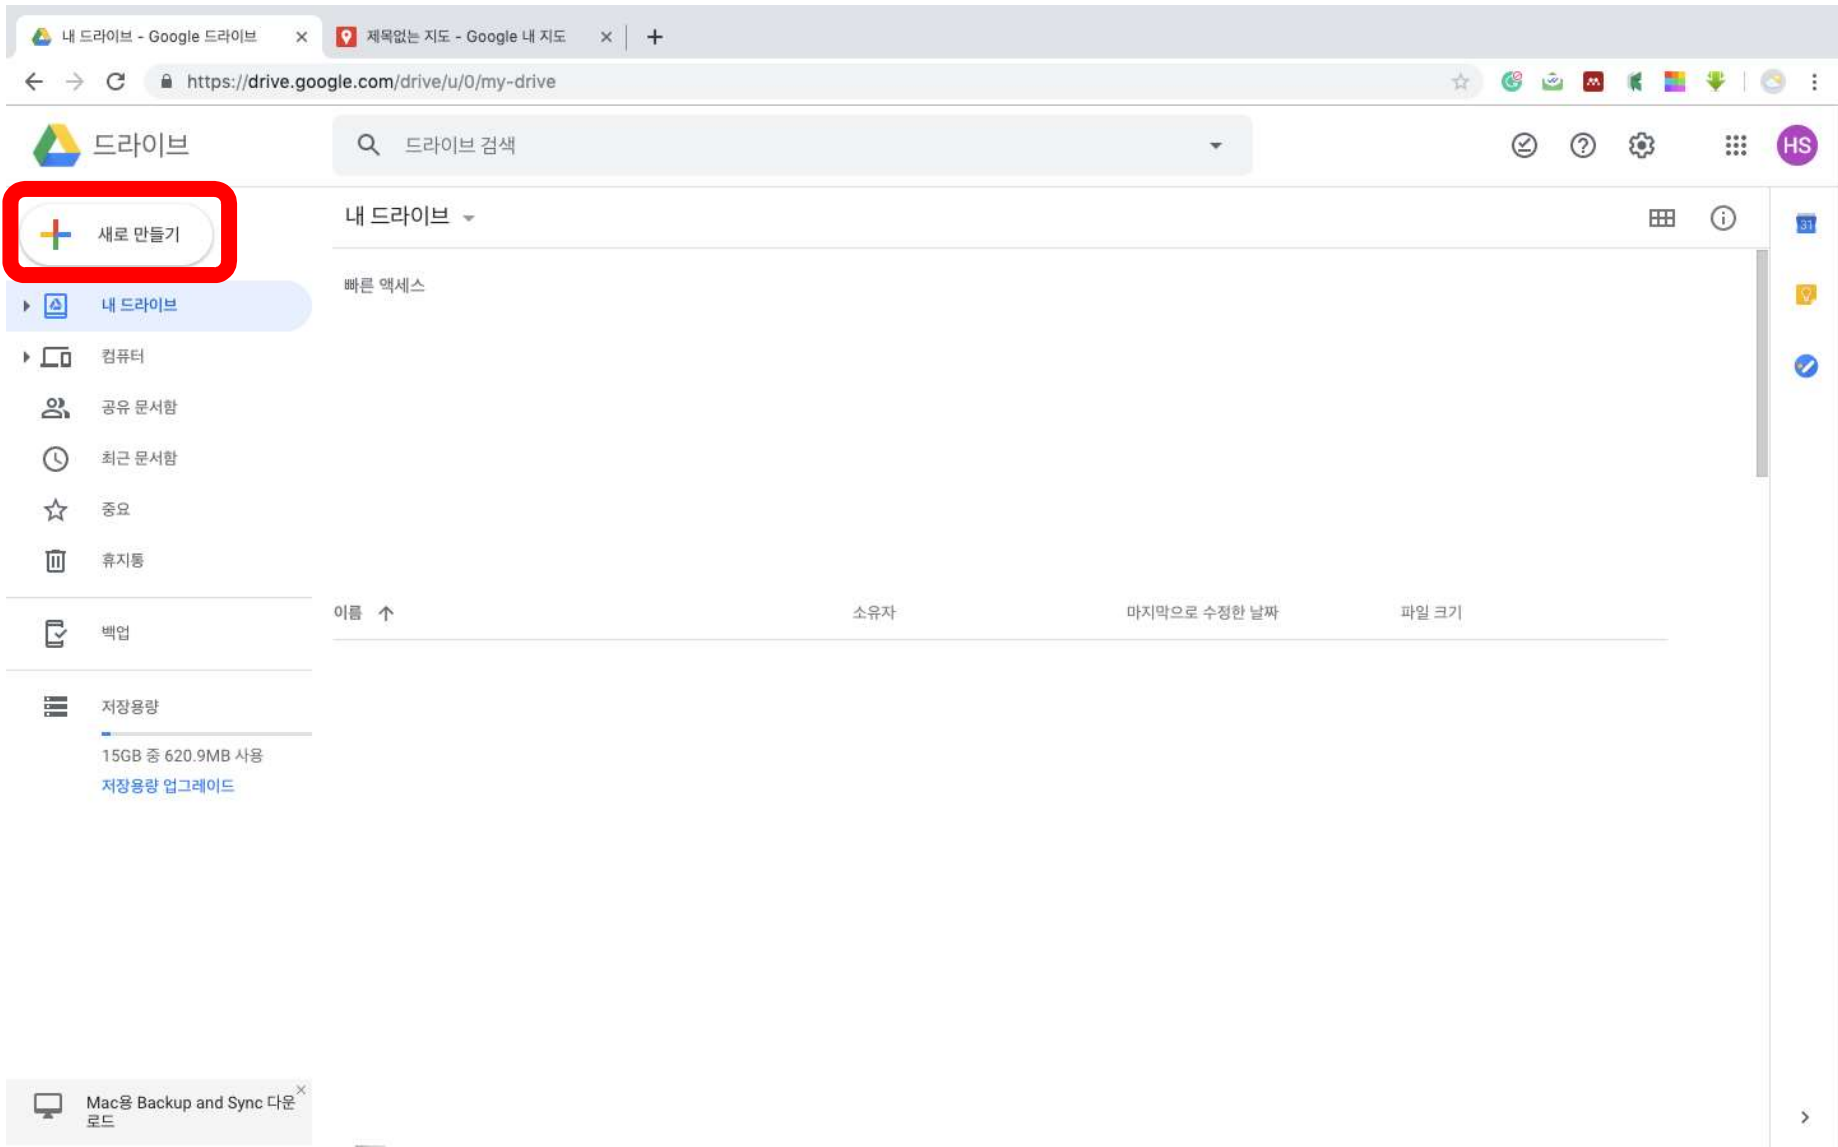 내 드라이브 - Google 드라이브
제목없는 지도 - Google 내 지도
https://drive.google.com/drive/u/0/my-drive
드라이브
드라이브 검색
HS
새로 만들기
내 드라이브
31
빠른 액세스
내 드라이브
컴퓨터
공유 문서함
최근 문서함
중요
휴지통
이름
소유자
마지막으로 수정한 날짜
파일 크기
백업
저장용량
15GB 중 620.9MB 사용
저장용량 업그레이드
Mac용 Backup and Sync 다운
로드